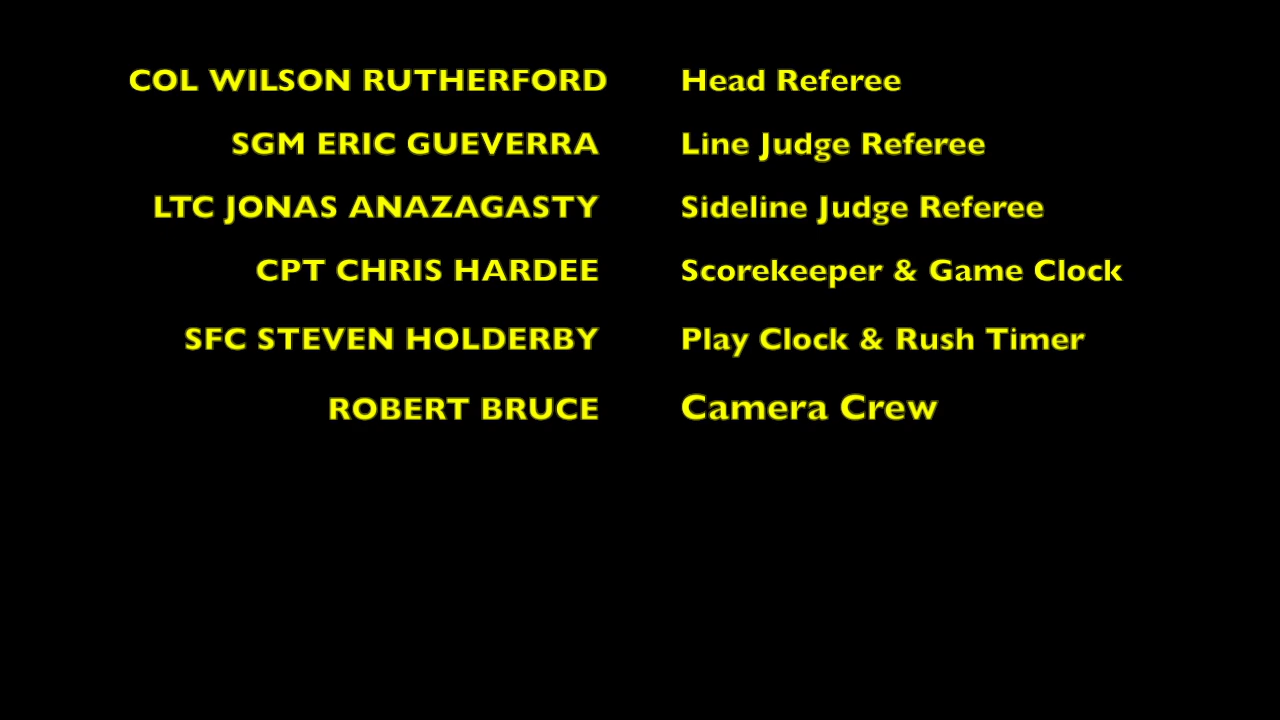 COL WILSON RUTHERFORD Head Referee
SGM ERIC GUEVERRA Line Judge Referee
LTC JONAS ANAZAGASTY Sideline Judge Referee
CPT CHRIS HARDEE Scorekeeper & Game Clock
SFC STEVEN HOLDERBY Play Clock & Rush Timer
ROBERT BRUCE Camera Crew